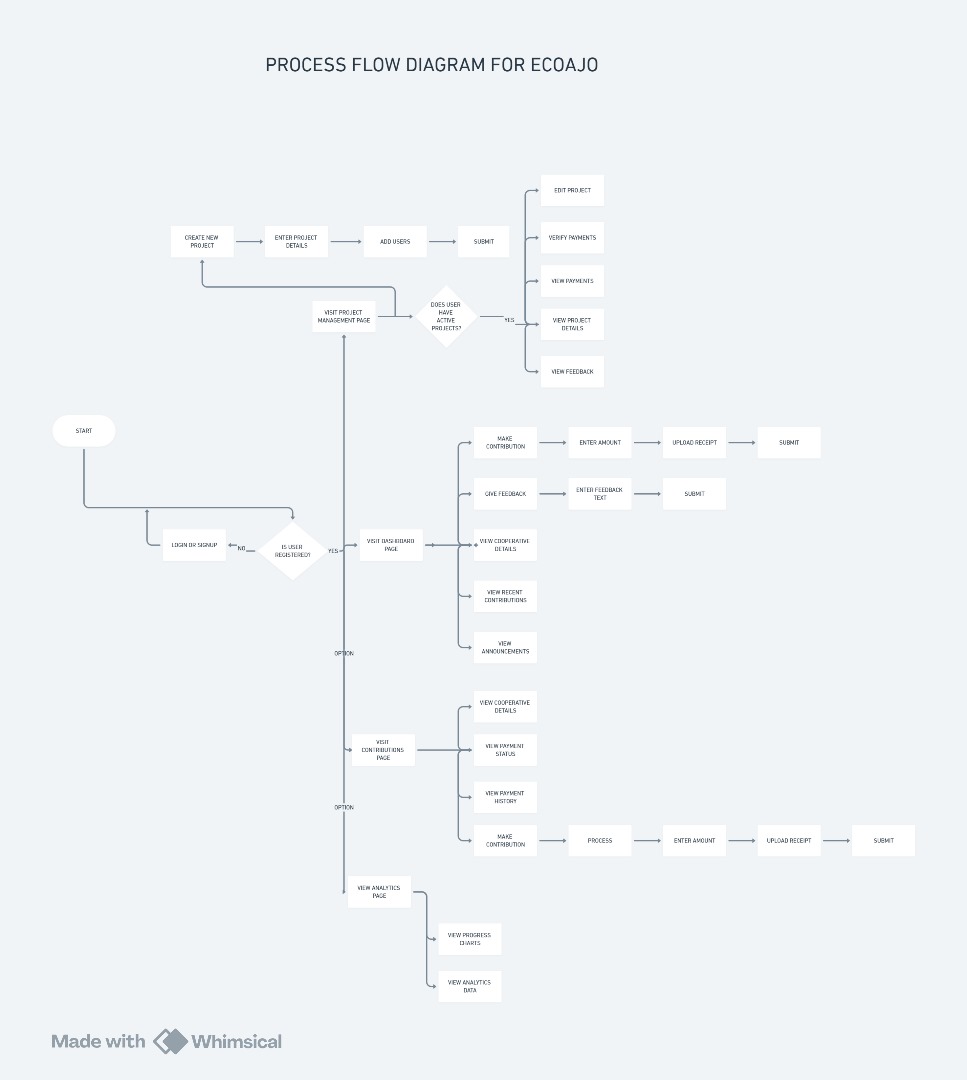 PROCESS FLOW DIAGRAM FOR ECOAJO
EDIT PROJECT
CREATE NEW
PROJECT
ENTER PROJECT
DETAILS
ADD USERS
SUBMIT
VERIFY PAYMENTS
VIEW PAYMENTS
VISIT PROJECT
MANAGEMENT PAGE
DOES USER
HAVE
ACTIVE
PROJECTS?
YES
VIEW PROJECT
DETAILS
VIEW FEEDBACK
START
MAKE
CONTRIBUTION
ENTER AMOUNT
UPLOAD RECEIPT
SUBMIT
GIVE FEEDBACK
ENTER FEEDBACK
TEXT
SUBMIT
LOGIN OR SIGNUP
NO
IS USER
REGISTERED?
YES
VISIT DASHBOARD
PAGE
VIEW COOPERATIVE
DETAILS
VIEW RECENT
CONTRIBUTIONS
VIEW
ANNOUNCEMENTS
OPTION
VIEW COOPERATIVE
DETAILS
VISIT
CONTRIBUTIONS
PAGE
VIEW PAYMENT
STATUS
VIEW PAYMENT
HISTORY
OPTION
MAKE
CONTRIBUTION
PROCESS
ENTER AMOUNT
UPLOAD RECEIPT
SUBMIT
VIEW ANALYTICS
PAGE
VIEW PROGRESS
CHARTS
VIEW ANALYTICS
DATA
Made with Whimsical